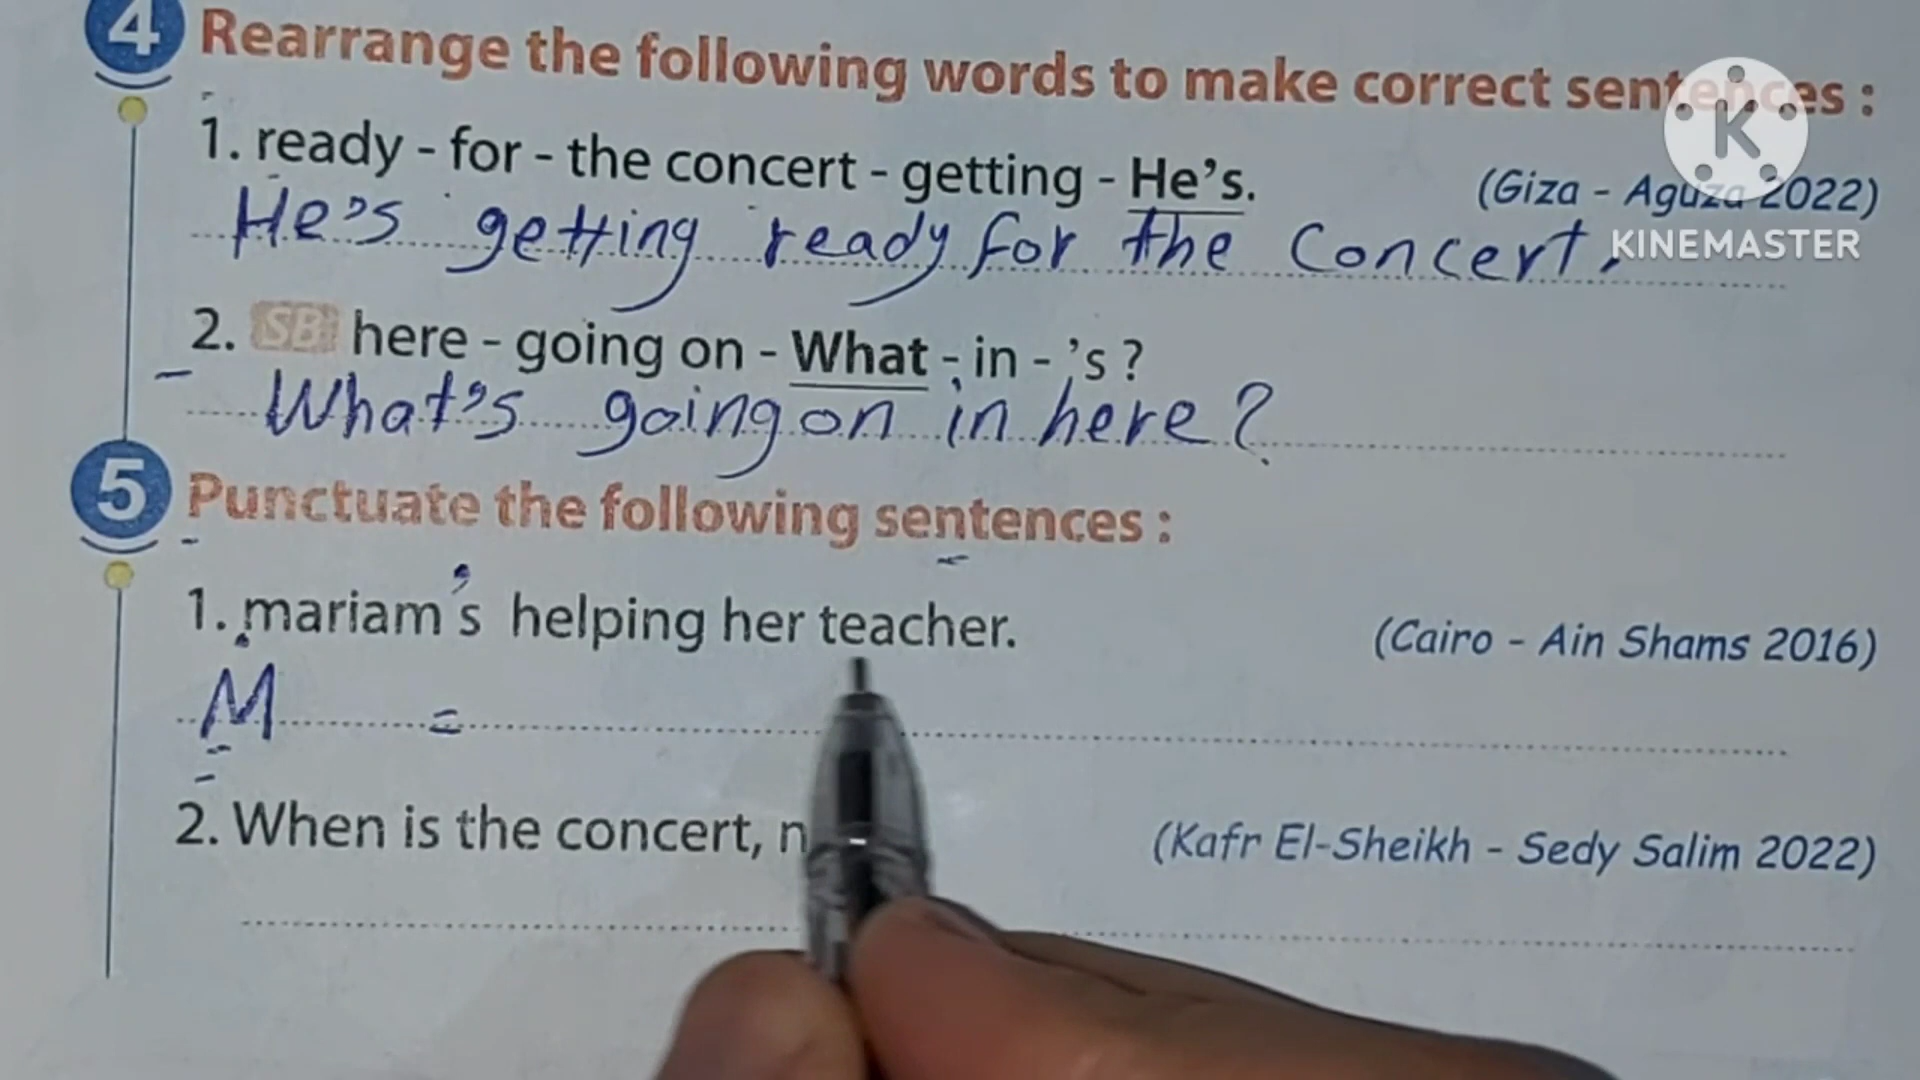 4 Rearrange the following words to make correct sentences :
1. ready - for - the concert - getting - He's.
(Giza - Aguza 2022)
He's getting ready for the concert.
KINEMASTER
2. SB here - going on - What - in - 's ?
What's going on in here ?
5 Punctuate the following sentences :
1. mariam's helping her teacher.
(Cairo - Ain Shams 2016)
M =
2. When is the concert,
(Kafr El-Sheikh - Sedy Salim 2022)